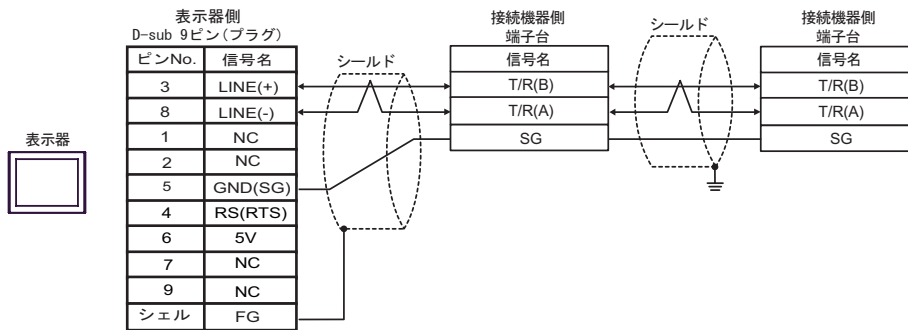 表示器側
D-sub 9ピン(プラグ)
ピンNo. 信号名
3 LINE(+)
8 LINE(-)
1 NC
2 NC
5 GND(SG)
4 RS(RTS)
6 5V
7 NC
9 NC
シェル FG
表示器
シールド
接続機器側
端子台
信号名
T/R(B)
T/R(A)
SG
シールド
接続機器側
端子台
信号名
T/R(B)
T/R(A)
SG